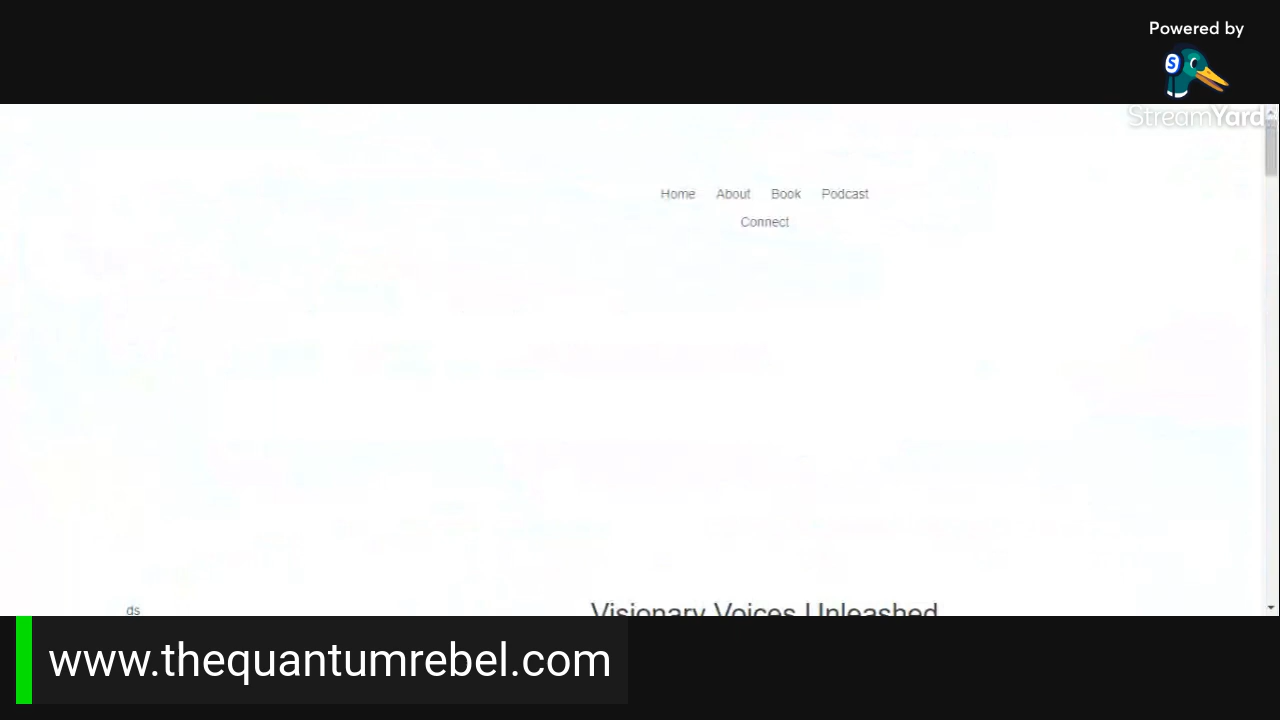 Powered by
S
StreamYard
Home About Book Podcast
Connect
ds
Visionary Voices Unleashed
www.thequantumrebel.com